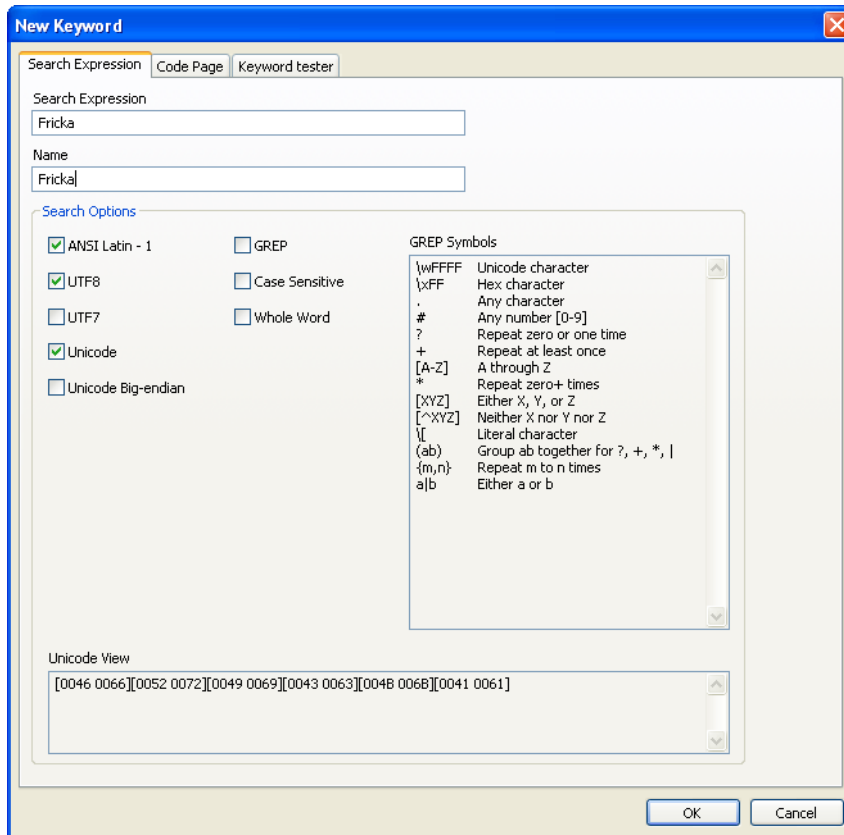 New Keyword
Search Expression Code Page Keyword tester
Search Expression
Fricka
Name
Fricka
Search Options
ANSI Latin - 1 GREP
UTF8 Case Sensitive
UTF7 Whole Word
Unicode
Unicode Big-endian
GREP Symbols
\wFFFF Unicode character
\xFF Hex character
. Any character
# Any number [0-9]
? Repeat zero or one time
+ Repeat at least once
[A-Z] A through Z
* Repeat zero+ times
[XYZ] Either X, Y, or Z
[^XYZ] Neither X nor Y nor Z
\[ Literal character
(ab) Group ab together for ?, +, *, |
{m,n} Repeat m to n times
a|b Either a or b
Unicode View
[0046 0066][0052 0072][0049 0069][0043 0063][004B 006B][0041 0061]
OK Cancel